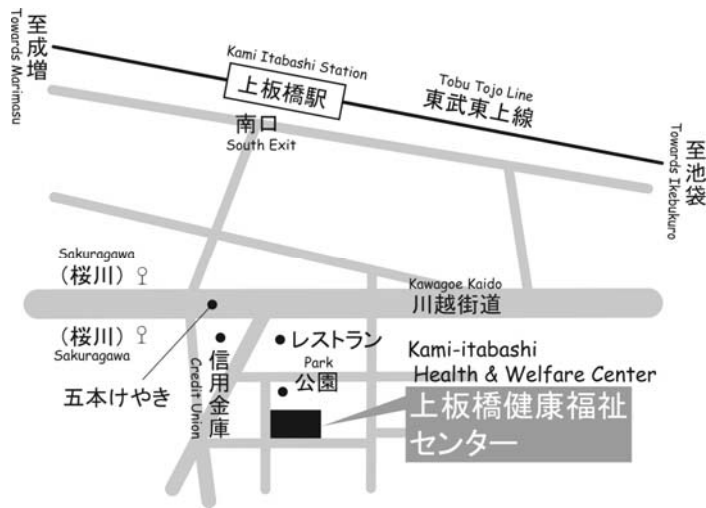 至成増
Towards Marimasu
Kami Itabashi Station
上板橋駅
Tobu Tojo Line
東武東上線
至池袋
Towards Ikebukuro
南口
South Exit
Sakuragawa
（桜川）
Kawagoe Kaido
川越街道
（桜川）
Sakuragawa
五本けやき
信用金庫
Credit Union
レストラン
Park
公園
Kami-itabashi
Health & Welfare Center
上板橋健康福祉
センター